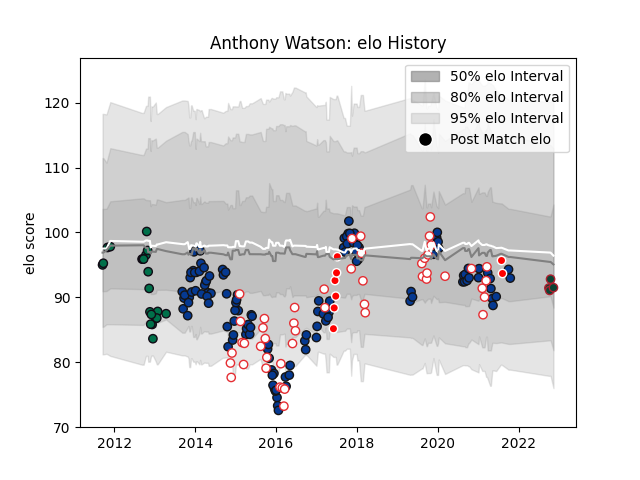 Anthony Watson: elo History
50% elo Interval
80% elo Interval
95% elo Interval
Post Match elo
elo score
120
110
100
90
80
70
2012
2014
2016
2018
2020
2022